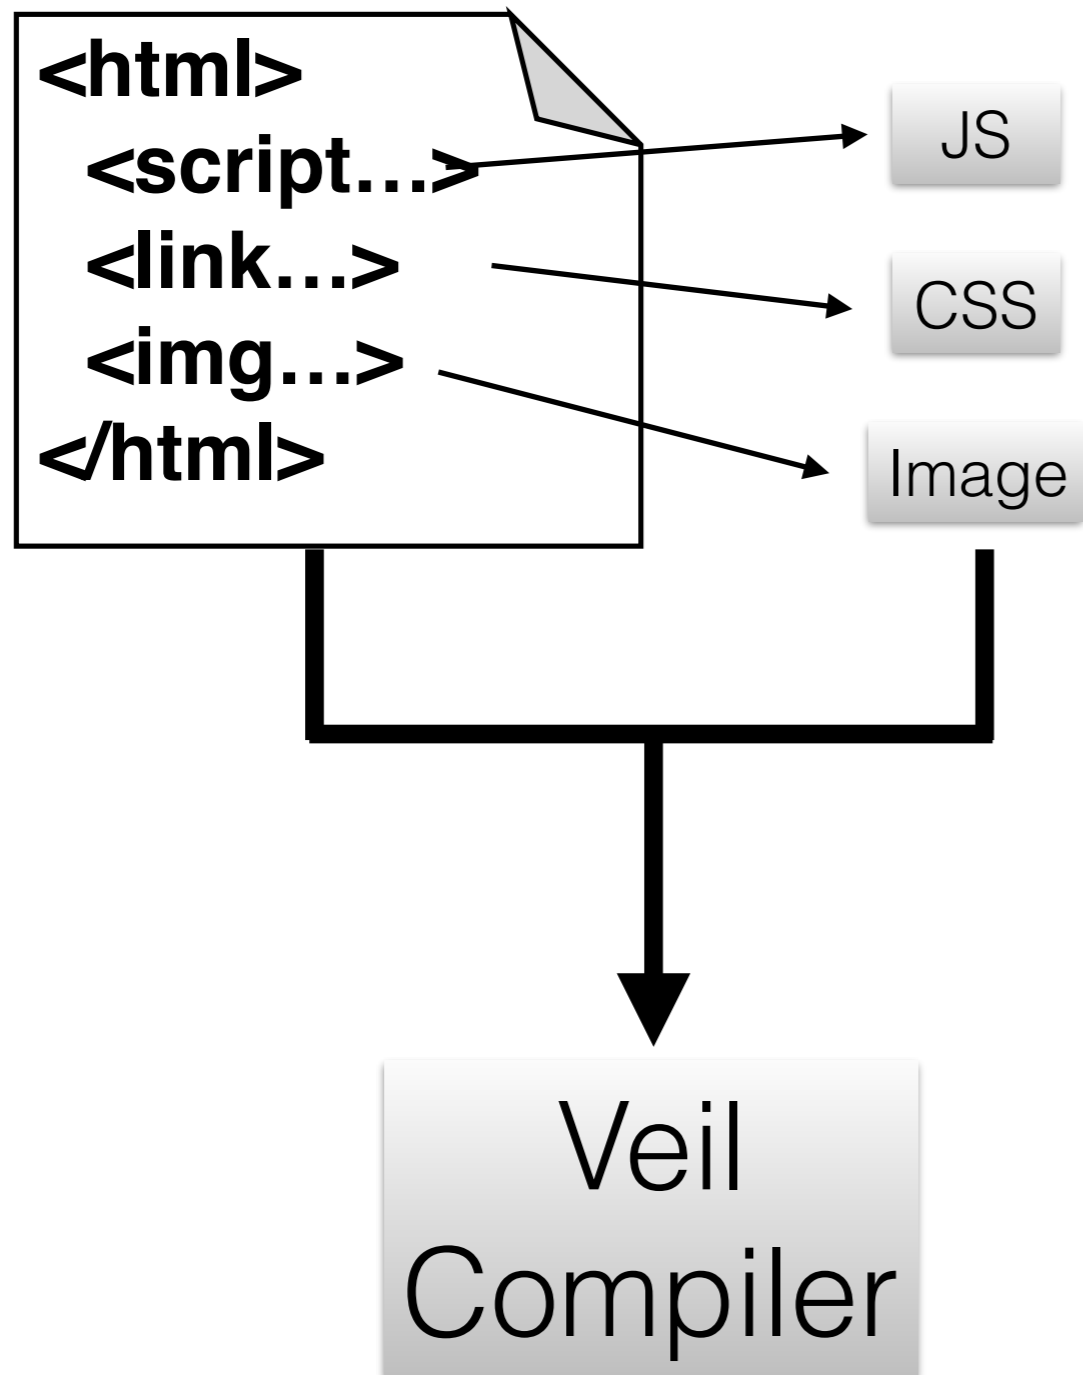 <html>
<script…>
<link…>
<img…>
</html>
JS
CSS
Image
Veil
Compiler